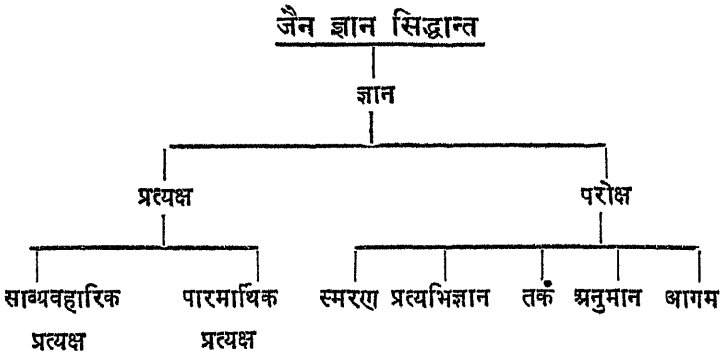 जैन ज्ञान सिद्धान्त
ज्ञान
प्रत्यक्ष परोक्ष
साव्यवहारिक प्रत्यक्ष
पारमार्थिक प्रत्यक्ष
स्मरण प्रत्यभिज्ञान तर्क अनुमान आगम